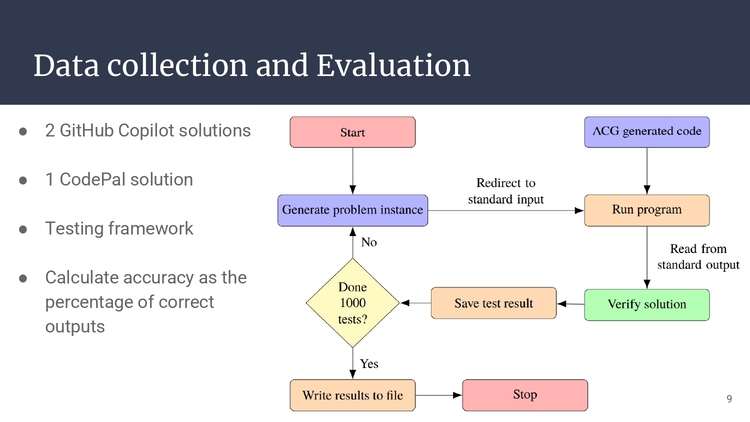 Data collection and Evaluation
● 2 GitHub Copilot solutions
● 1 CodePal solution
● Testing framework
● Calculate accuracy as the
percentage of correct
outputs
Start
ACG generated code
Generate problem instance
Redirect to
standard input
Run program
No
Read from
standard output
Done
1000
tests?
Save test result
Verify solution
Yes
Write results to file
Stop
9